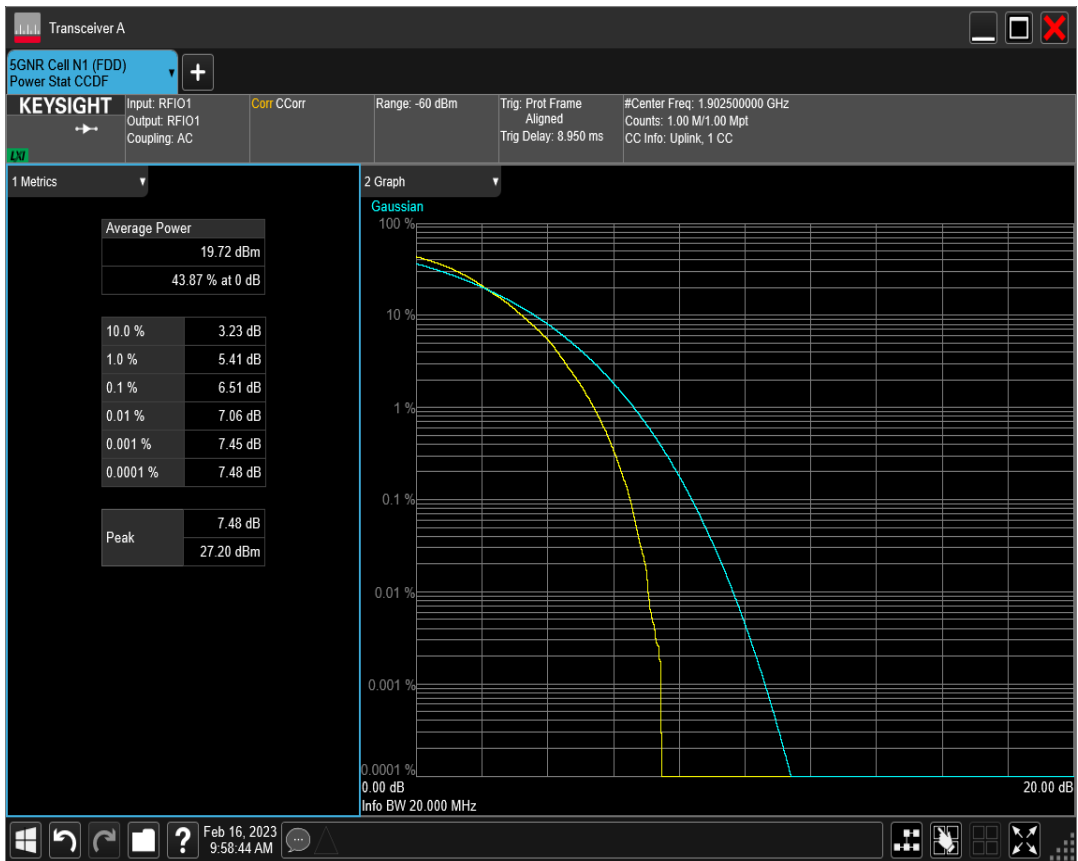 Transceiver A
5GNR Cell N1 (FDD)
Power Stat CCDF
KEYSIGHT
LXI
Input: RFIO1
Output: RFIO1
Coupling: AC
Corr CCorr
Range: -60 dBm
Trig: Prot Frame
Aligned
Trig Delay: 8.950 ms
#Center Freq: 1.902500000 GHz
Counts: 1.00 M/1.00 Mpt
CC Info: Uplink, 1 CC
1 Metrics
Average Power
19.72 dBm
43.87 % at 0 dB
10.0 % 3.23 dB
1.0 % 5.41 dB
0.1 % 6.51 dB
0.01 % 7.06 dB
0.001 % 7.45 dB
0.0001 % 7.48 dB
Peak
7.48 dB
27.20 dBm
2 Graph
Gaussian
100 %
10 %
1 %
0.1 %
0.01 %
0.001 %
0.0001 %
0.00 dB 20.00 dB
Info BW 20.000 MHz
?
Feb 16, 2023
9:58:44 AM